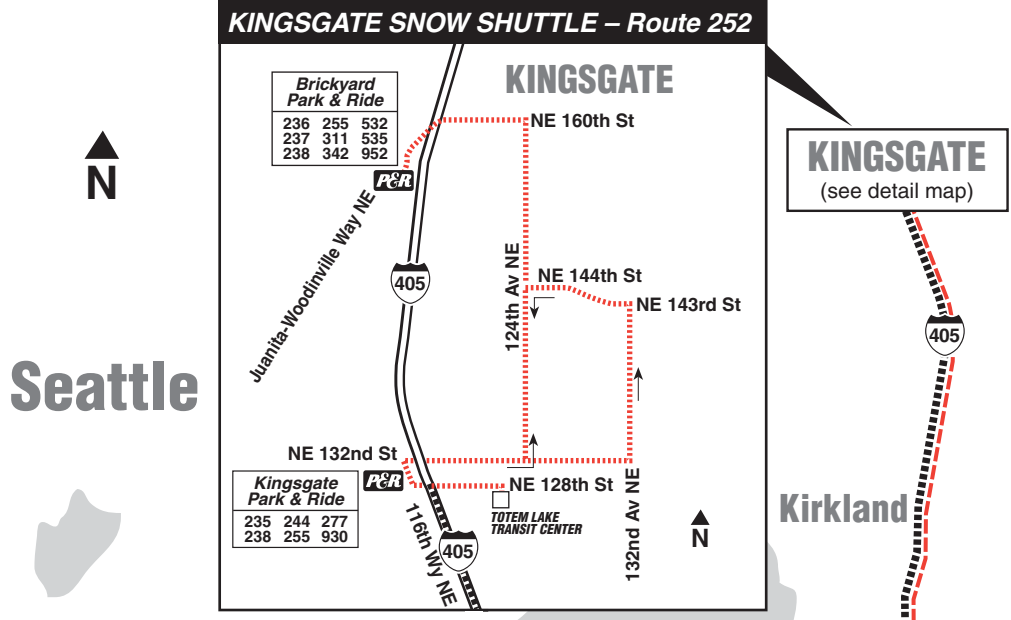 KINGSGATE SNOW SHUTTLE – Route 252
KINGSGATE
Brickyard
Park & Ride
236 255 532
237 311 535
238 342 952
NE 160th St
P&R
Juanita-Woodinville Way NE
405
124th Av NE
NE 144th St
NE 143rd St
NE 132nd St
P&R
Kingsgate
Park & Ride
235 244 277
238 255 930
NE 128th St
TOTEM LAKE
TRANSIT CENTER
116th Wy NE
405
132nd Av NE
N
N
Seattle
KINGSGATE
(see detail map)
405
Kirkland